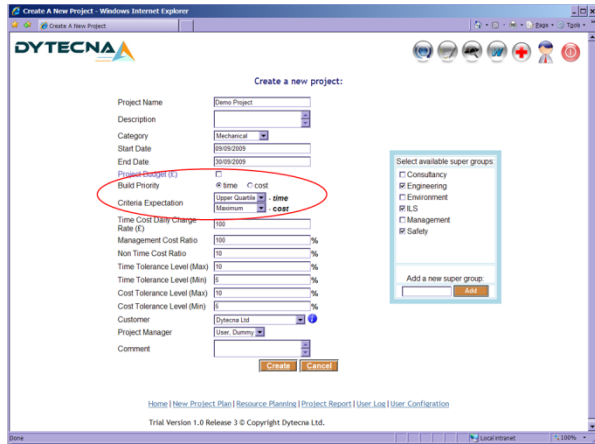 Create A New Project - Windows Internet Explorer
Create A New Project
Page Tools
DYTECNA
Create a new project:
Project Name Demo Project
Description
Category Mechanical
Start Date 09/09/2009
End Date 30/09/2009
Project Budget (£)
Build Priority time cost
Criteria Expectation Upper Quartile - time
Maximum - cost
Time Cost Daily Charge Rate (£) 100
Management Cost Ratio 100 %
Non Time Cost Ratio 10 %
Time Tolerance Level (Max) 10 %
Time Tolerance Level (Min) %
Cost Tolerance Level (Max) 10 %
Cost Tolerance Level (Min) %
Customer Dytecna Ltd
Project Manager User, Dummy
Comment
Create Cancel
Select available super groups:
Consultancy
Engineering
Environment
ILS
Management
Safety
Add a new super group:
Add
Home | New Project Plan | Resource Planning | Project Report | User Log | User Configration
Trial Version 1.0 Release 3 © Copyright Dytecna Ltd.
Done Local intranet 100%